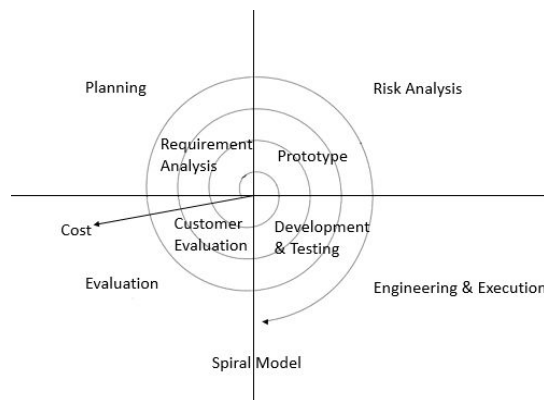 Planning
Risk Analysis
Requirement
Analysis
Prototype
Cost
Customer
Evaluation
Development
& Testing
Evaluation
Engineering & Execution
Spiral Model